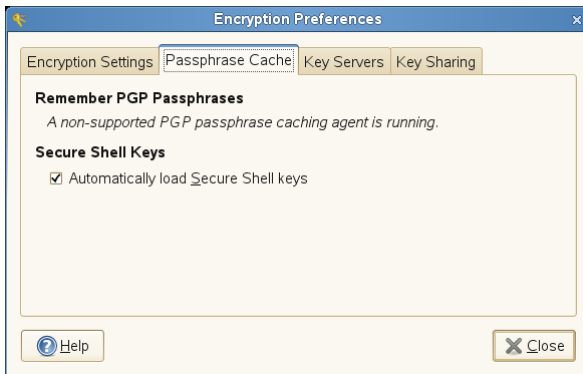 Encryption Preferences
Encryption Settings Passphrase Cache Key Servers Key Sharing
Remember PGP Passphrases
A non-supported PGP passphrase caching agent is running.
Secure Shell Keys
Automatically load Secure Shell keys
Help Close